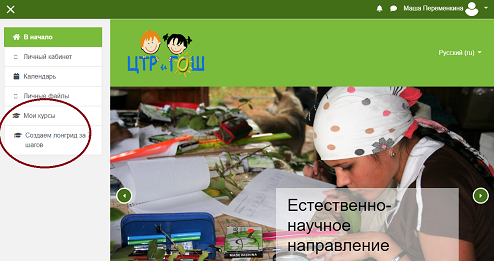 Маша Переменкина
В начало
Личный кабинет
Календарь
Личные файлы
Мои курсы
Создаем лонгрид за
шагов
ЦТР и ГОШ
Русский (ru)
Естественно-
научное
направление